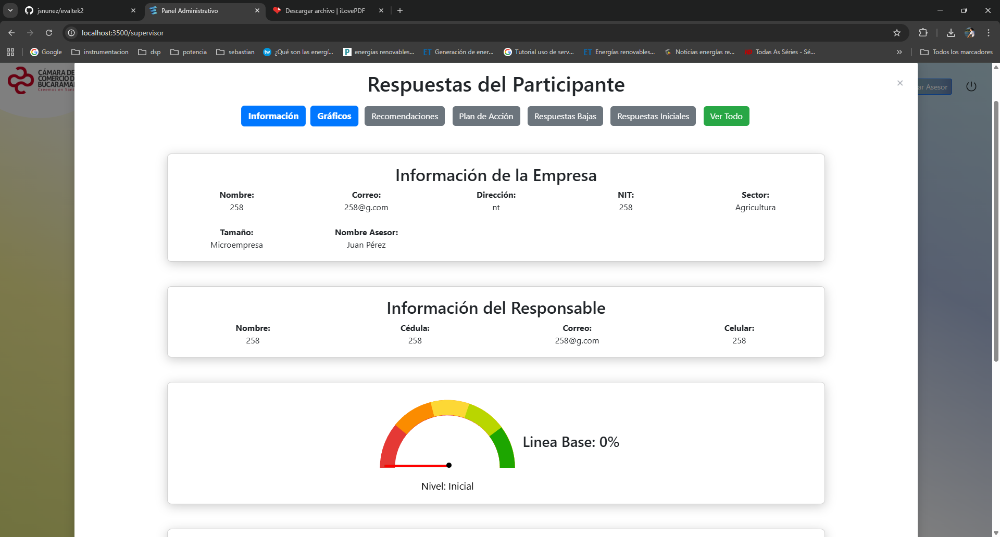 jsnunez/evaltek2
Panel Administrativo
Descargar archivo | iLovePDF
localhost:3500/supervisor
Google
instrumentacion
dsp
potencia
sebastian
tw
¿Qué son las energí...
P
energias renovables...
ET
Generación de ener...
Tutorial uso de serv...
ET
Energías renovables...
Noticias energías re...
Todas As Séries - Sé...
»
Todos los marcadores
CÁMARA DE
COMERCIO D
BUCARAMA
Creemos en Sant
Respuestas del Participante
×
ar Asesor
Información
Gráficos
Recomendaciones
Plan de Acción
Respuestas Bajas
Respuestas Iniciales
Ver Todo
Información de la Empresa
Nombre:
258
Correo:
258@g.com
Dirección:
nt
NIT:
258
Sector:
Agricultura
Tamaño:
Microempresa
Nombre Asesor:
Juan Pérez
Información del Responsable
Nombre:
258
Cédula:
258
Correo:
258@g.com
Celular:
258
Linea Base: 0%
Nivel: Inicial